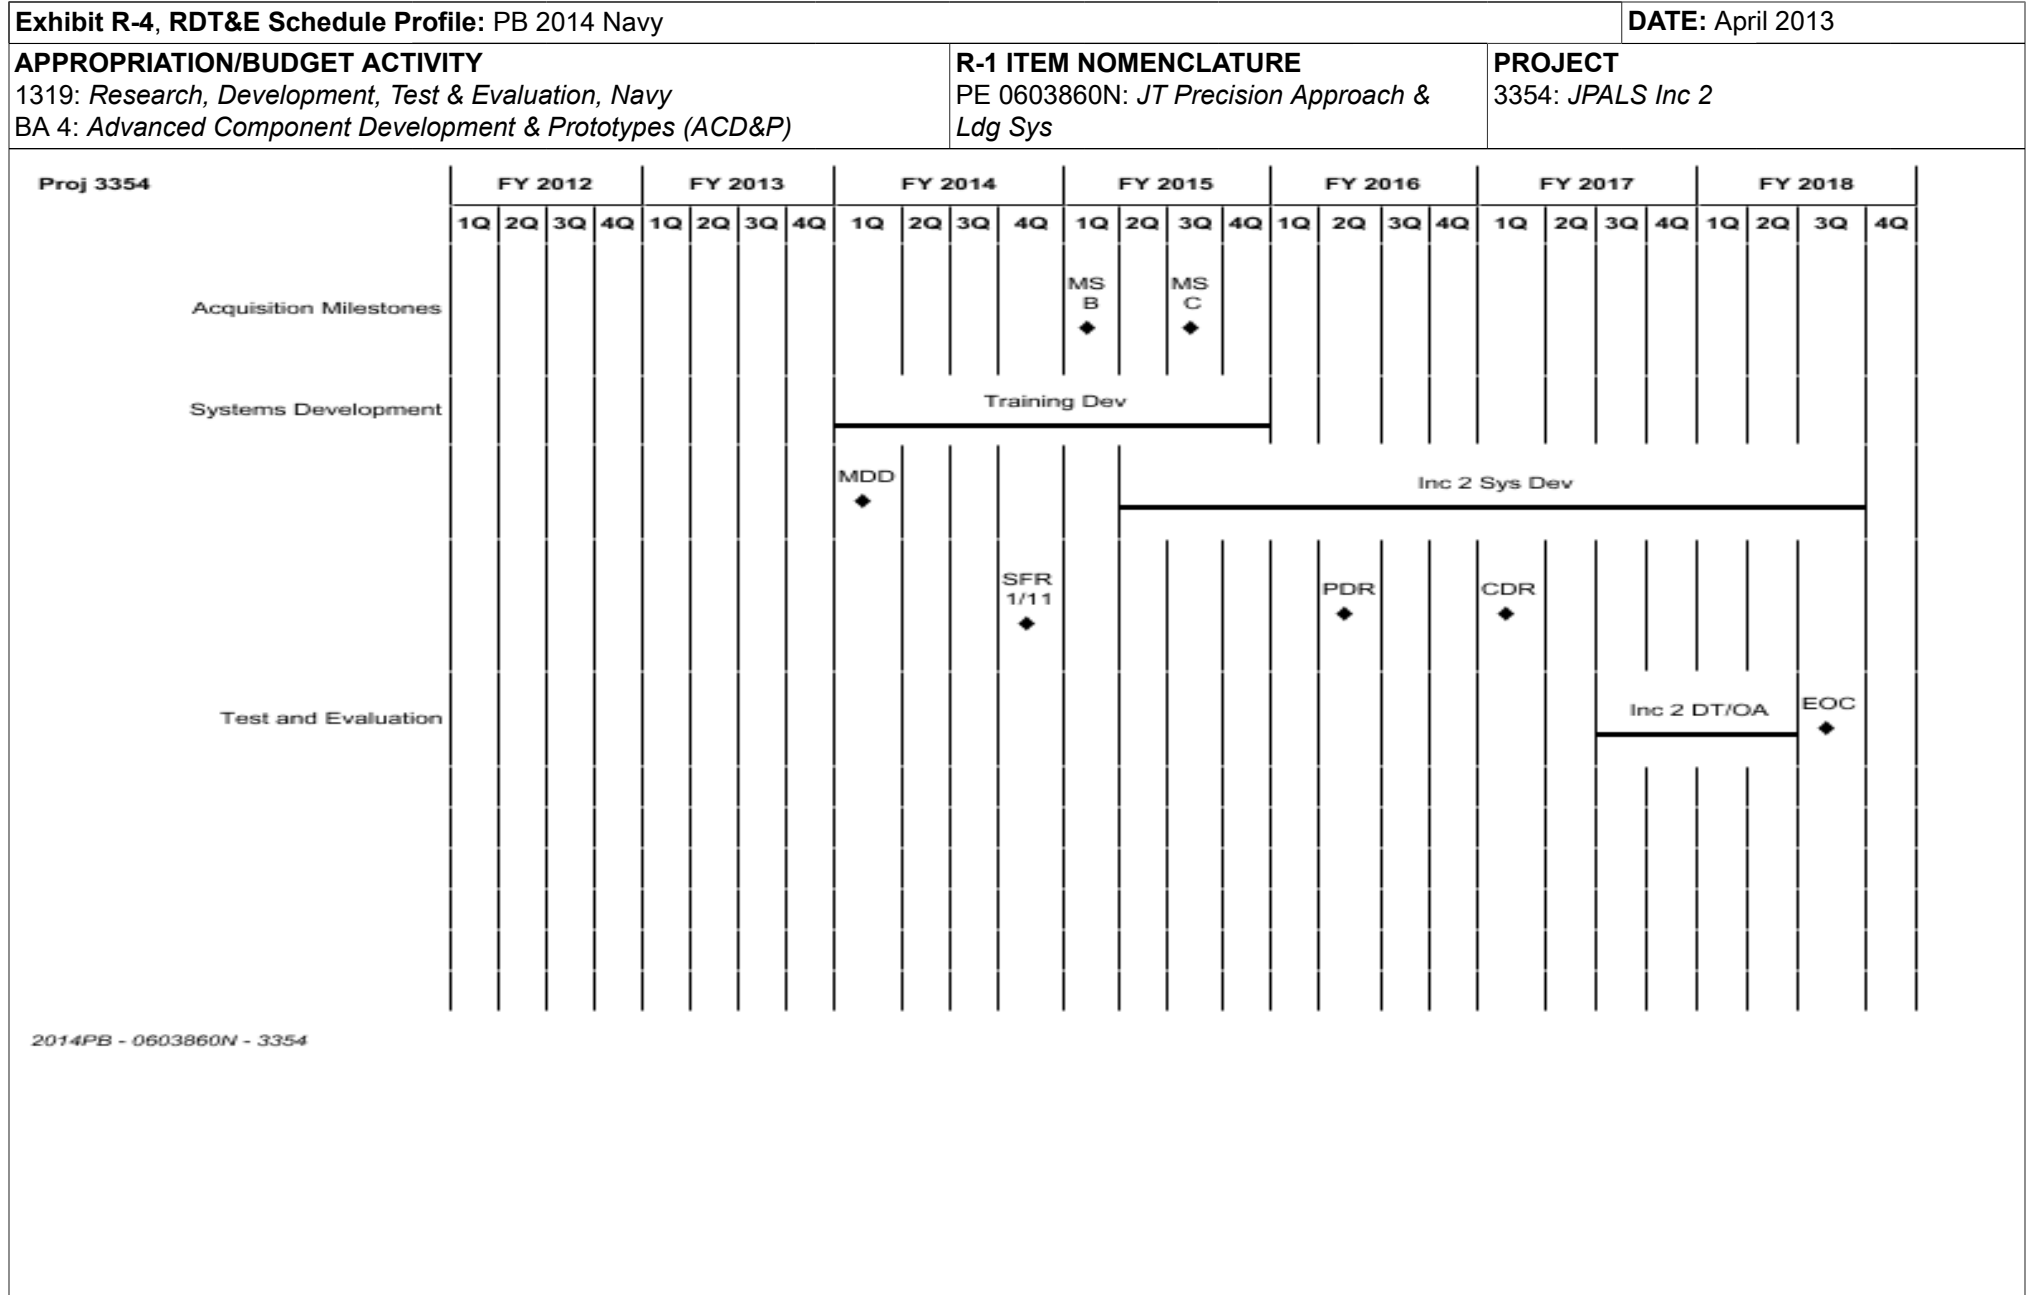 Exhibit R-4, RDT&E Schedule Profile: PB 2014 Navy
DATE: April 2013
APPROPRIATION/BUDGET ACTIVITY
1319: Research, Development, Test & Evaluation, Navy
BA 4: Advanced Component Development & Prototypes (ACD&P)
R-1 ITEM NOMENCLATURE
PE 0603860N: JT Precision Approach &
Ldg Sys
PROJECT
3354: JPALS Inc 2
Proj 3354 FY 2012 FY 2013 FY 2014 FY 2015 FY 2016 FY 2017 FY 2018
1Q 2Q 3Q 4Q 1Q 2Q 3Q 4Q 1Q 2Q 3Q 4Q 1Q 2Q 3Q 4Q 1Q 2Q 3Q 4Q 1Q 2Q 3Q 4Q 1Q 2Q 3Q 4Q
Acquisition Milestones
MS
B
MS
C
Systems Development
Training Dev
MDD
Inc 2 Sys Dev
SFR
1/11
PDR
CDR
Test and Evaluation
Inc 2 DT/OA
EOC
2014PB - 0603860N - 3354